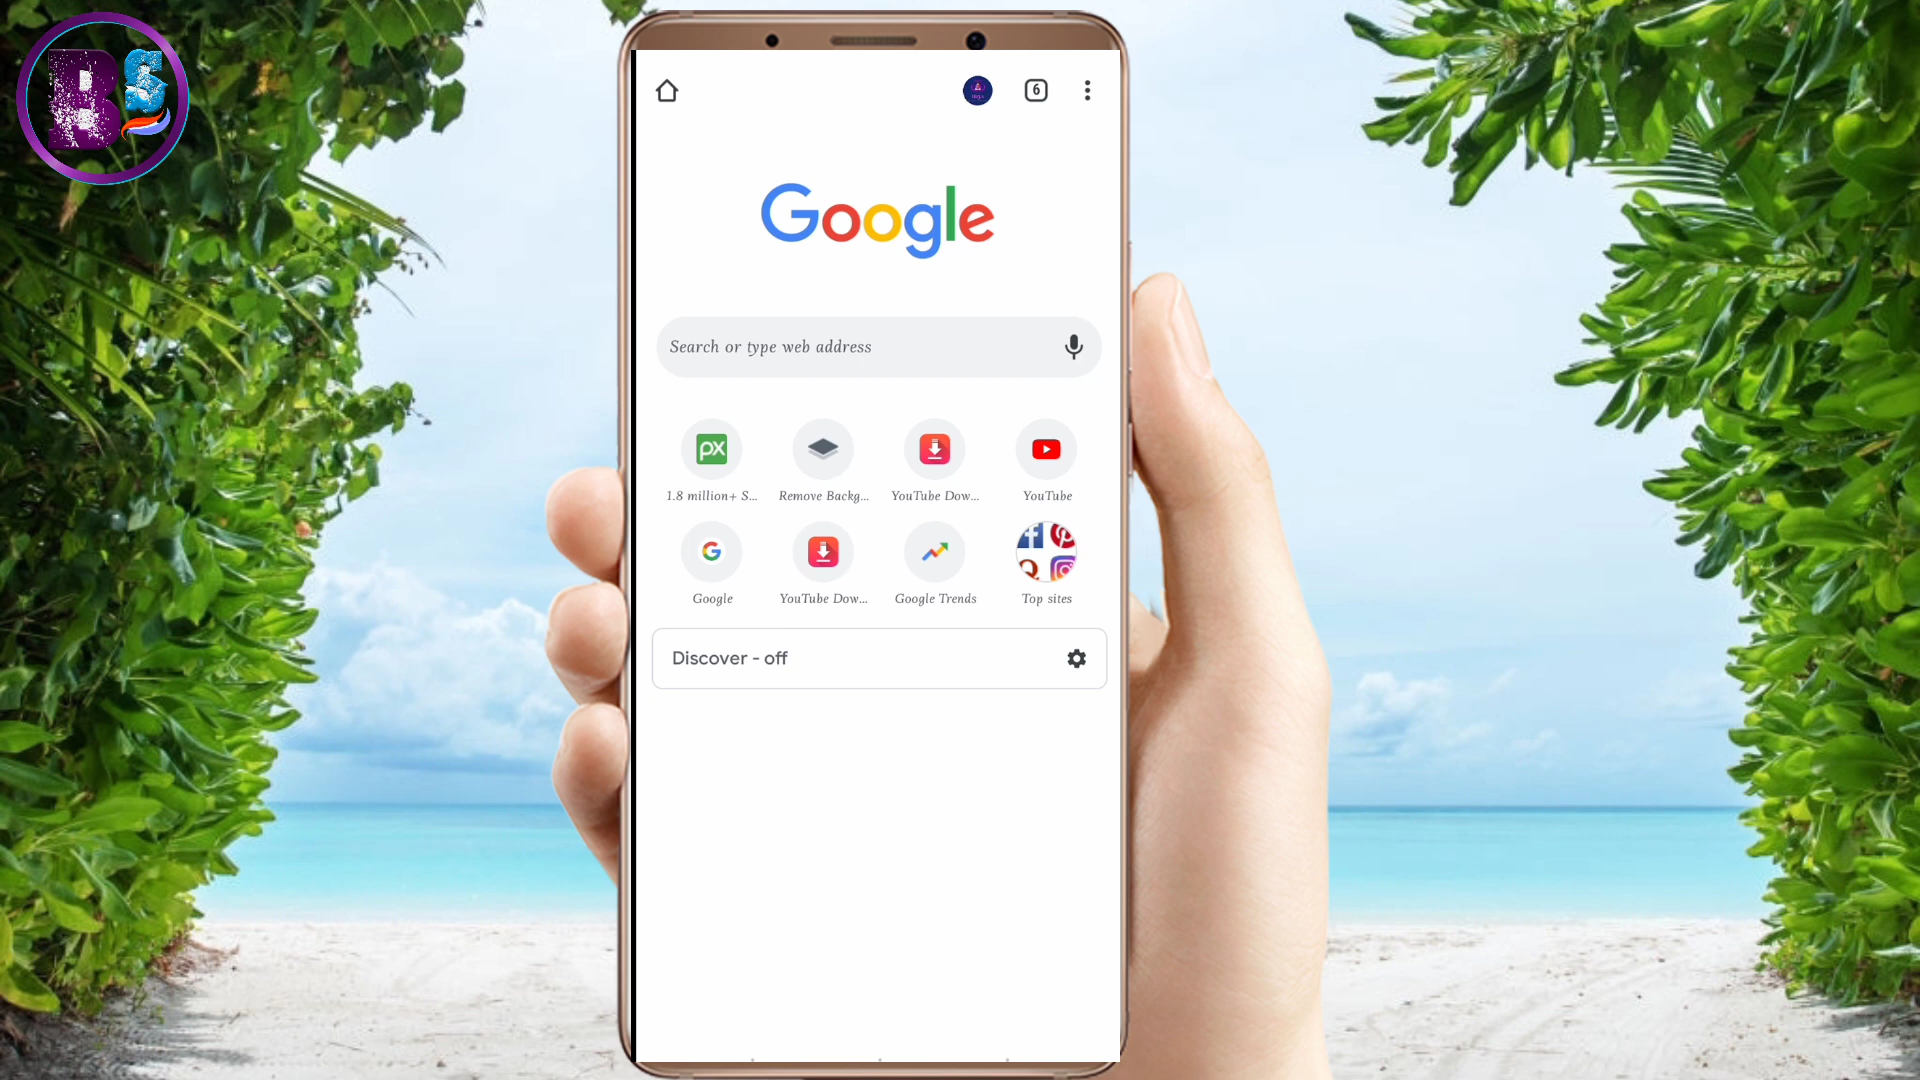 BS
6
Google
Search or type web address
px
1.8 million+ S...
Remove Backg...
YouTube Dow...
YouTube
G
f
Google
YouTube Dow...
Google Trends
Top sites
Discover - off